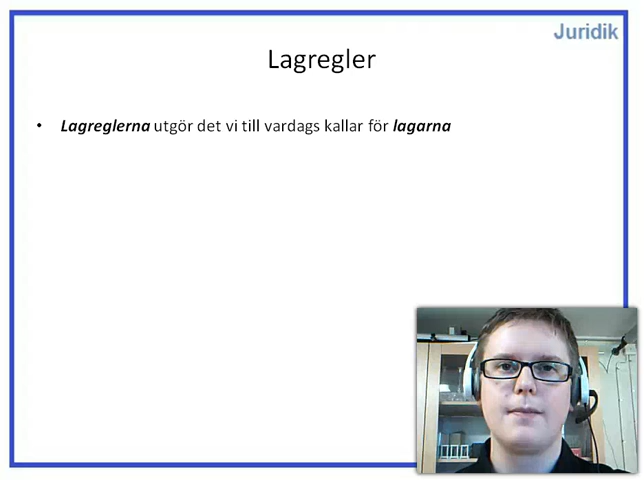 Juridik
Lagregler
• Lagreglerna utgör det vi till vardags kallar för lagarna